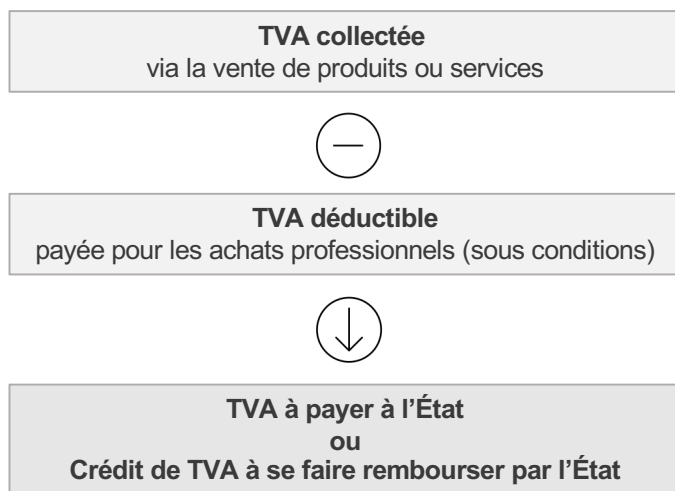 TVA collectée
via la vente de produits ou services
TVA déductible
payée pour les achats professionnels (sous conditions)
TVA à payer à l’État
ou
Crédit de TVA à se faire rembourser par l’État